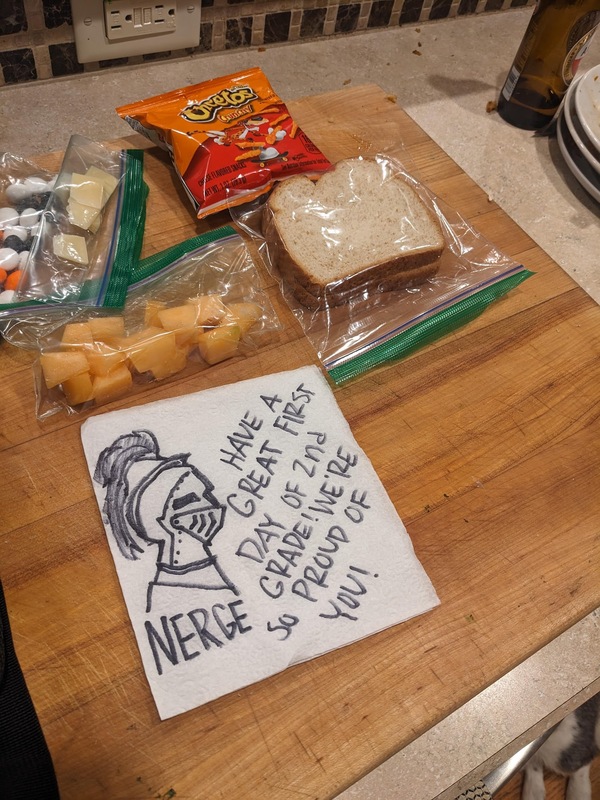 Cheetos
Crunchy
HAVE A
GREAT FIRST
DAY OF 2nd
GRADE! WE'RE
SO PROUD OF
YOU!
NERGE